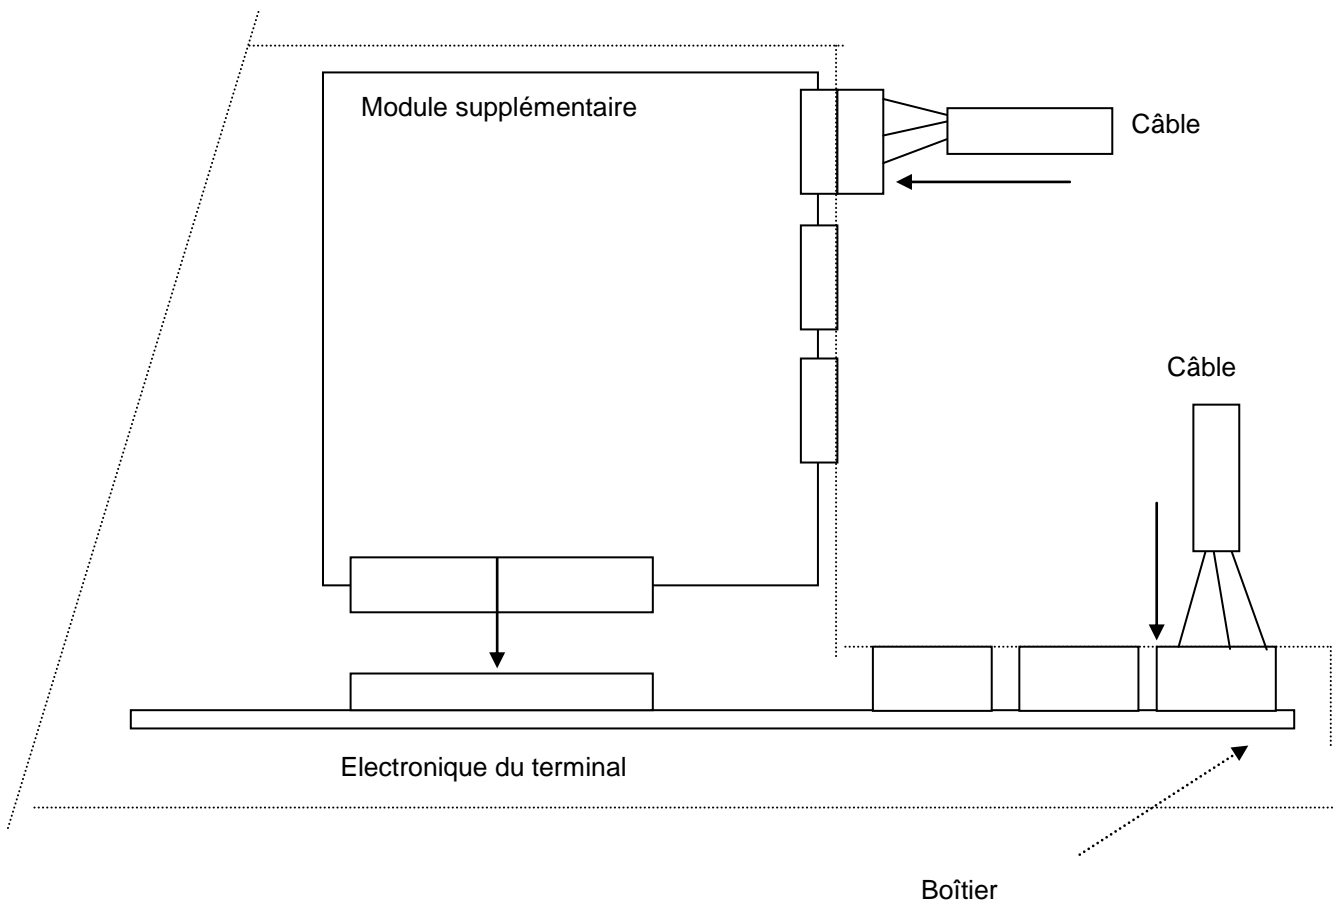 Module supplémentaire
Câble
Câble
Electronique du terminal
Boîtier